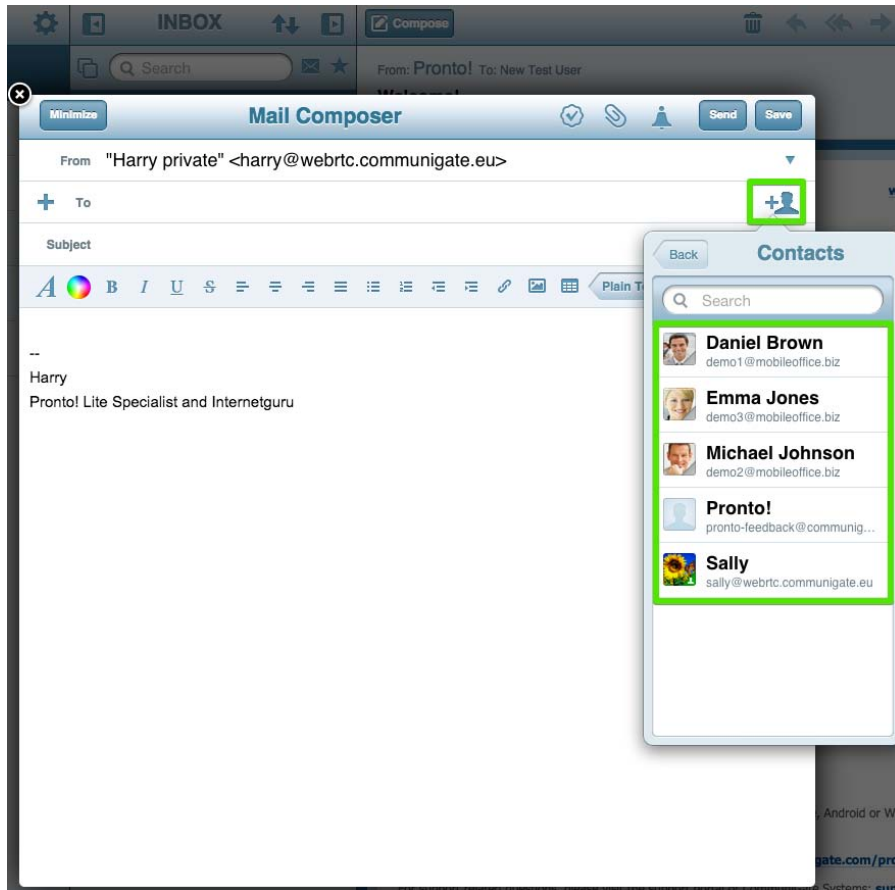 INBOX
Compose
Search
From: Pronto! To: New Test User
Welcome!
Minimize
Mail Composer
Send
Save
From "Harry private" <harry@webrtc.communigate.eu>
To
Subject
A B I U S
Plain T
--
Harry
Pronto! Lite Specialist and Internetguru
Back
Contacts
Search
Daniel Brown
demo1@mobileoffice.biz
Emma Jones
demo3@mobileoffice.biz
Michael Johnson
demo2@mobileoffice.biz
Pronto!
pronto-feedback@communig...
Sally
sally@webrtc.communigate.eu
, Android or W
gate.com/pro